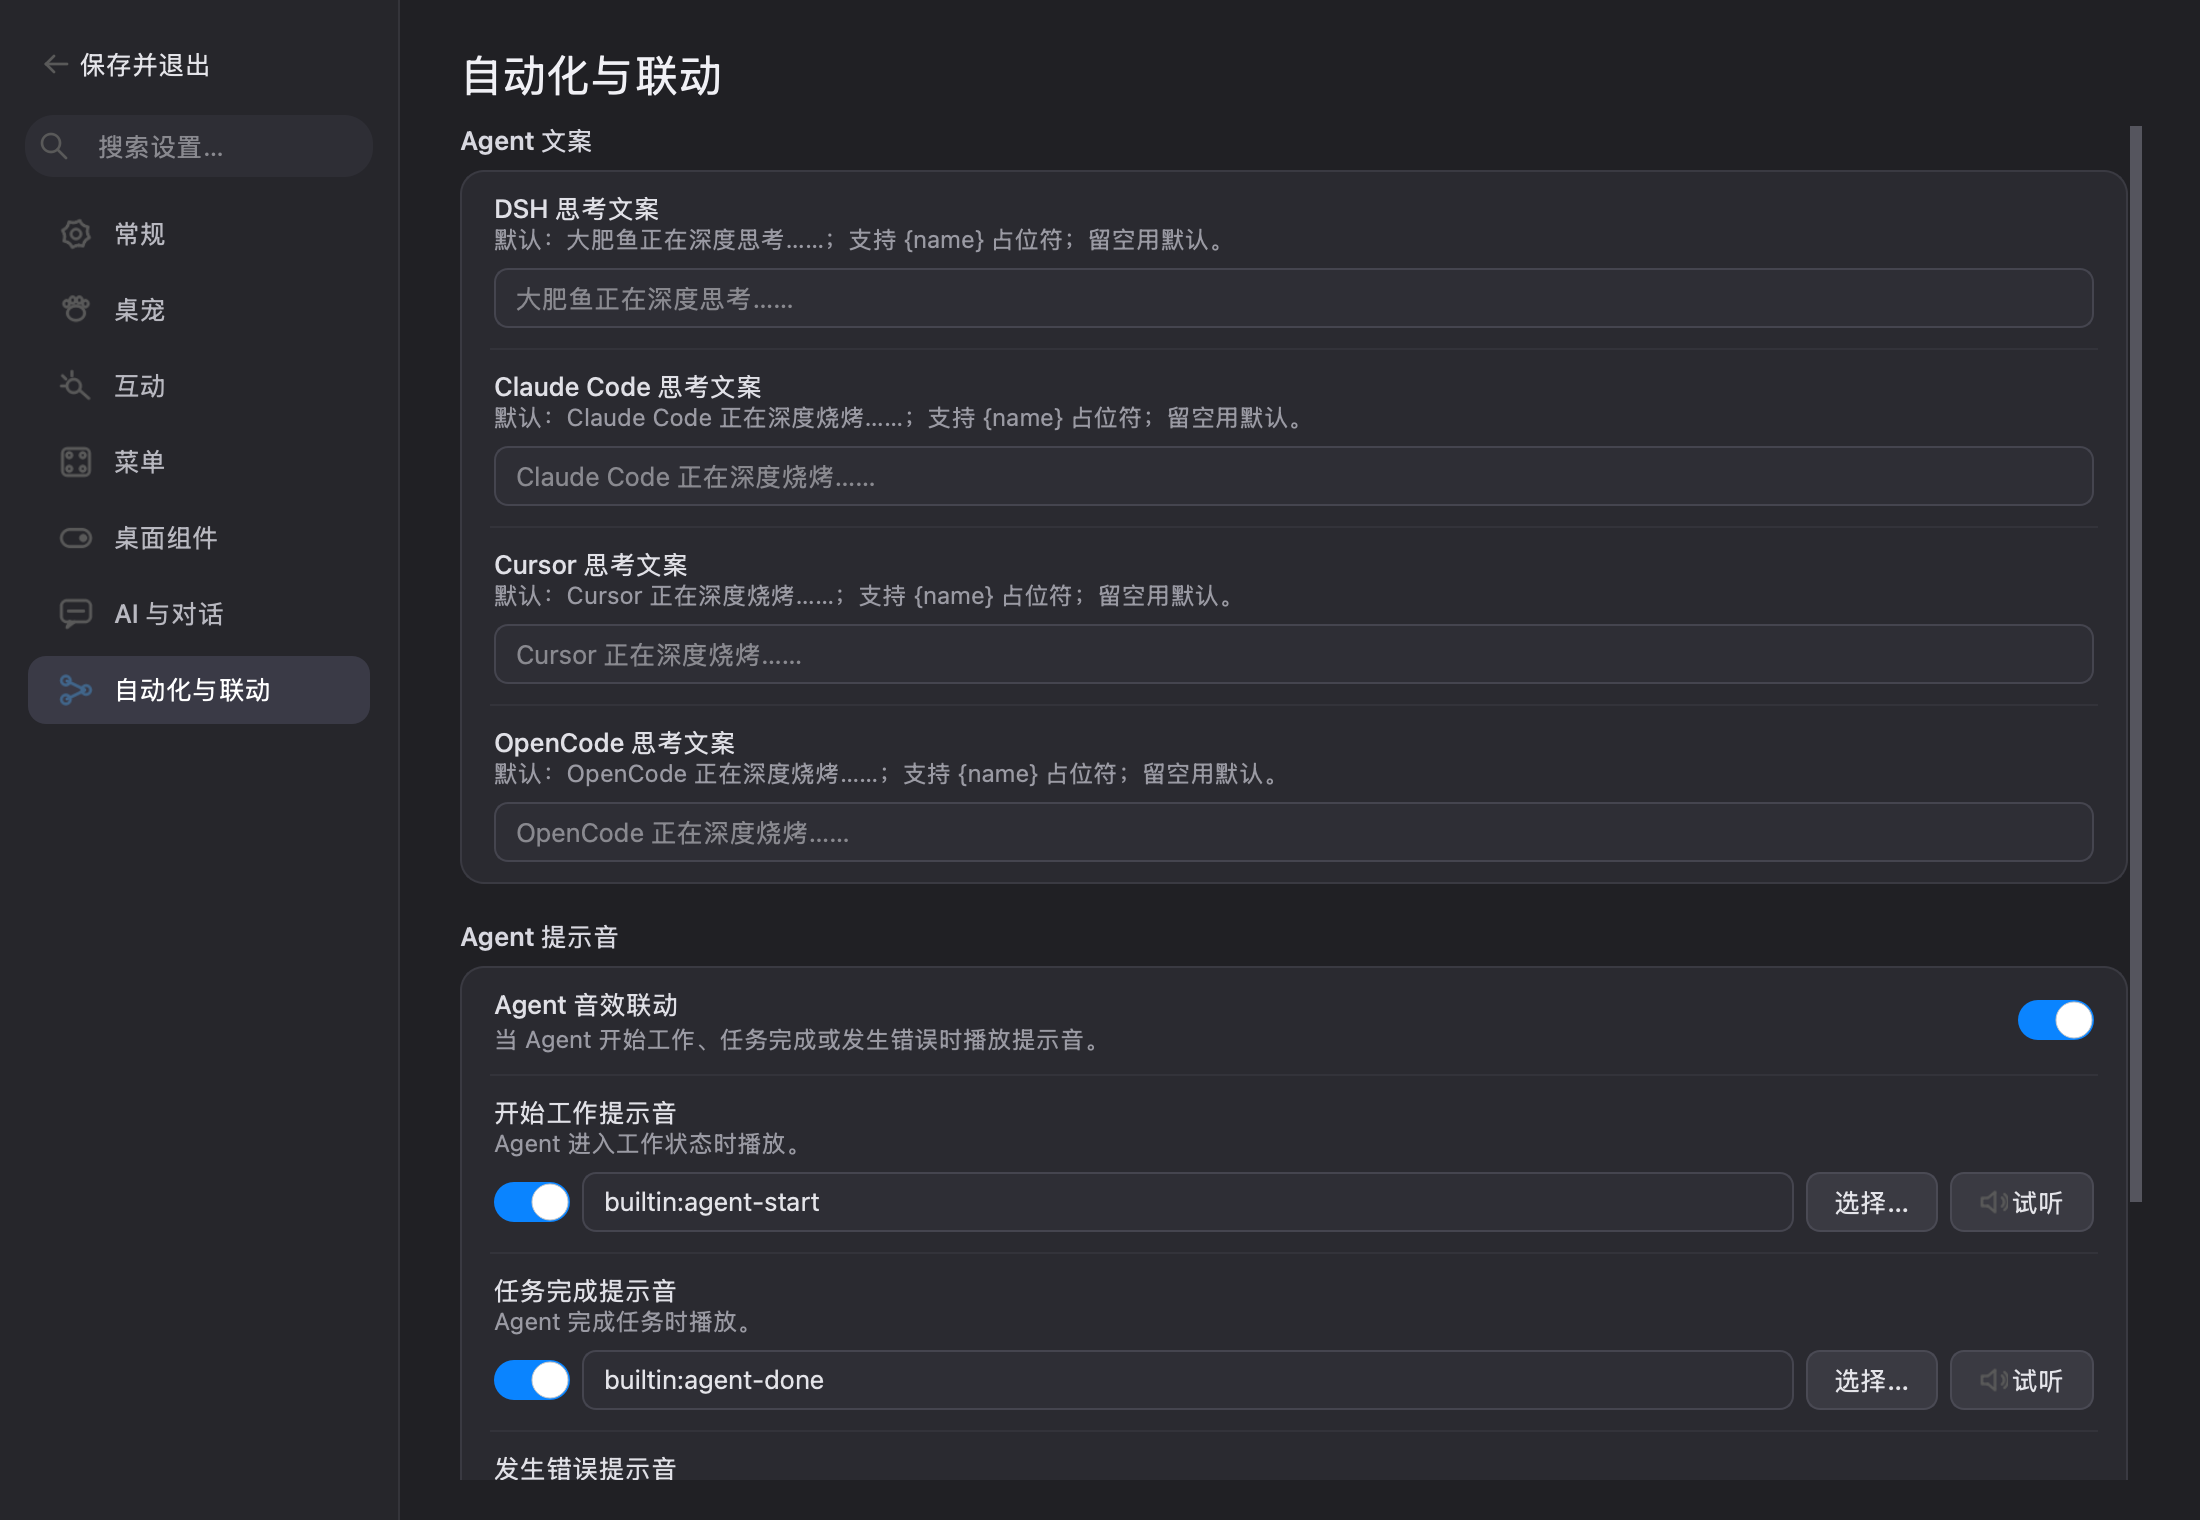 保存并退出
搜索设置...
常规
桌宠
互动
菜单
桌面组件
AI 与对话
自动化与联动
自动化与联动
Agent 文案
DSH 思考文案
默认：大肥鱼正在深度思考……；支持 {name} 占位符；留空用默认。
大肥鱼正在深度思考……
Claude Code 思考文案
默认：Claude Code 正在深度烧烤……；支持 {name} 占位符；留空用默认。
Claude Code 正在深度烧烤……
Cursor 思考文案
默认：Cursor 正在深度烧烤……；支持 {name} 占位符；留空用默认。
Cursor 正在深度烧烤……
OpenCode 思考文案
默认：OpenCode 正在深度烧烤……；支持 {name} 占位符；留空用默认。
OpenCode 正在深度烧烤……
Agent 提示音
Agent 音效联动
当 Agent 开始工作、任务完成或发生错误时播放提示音。
开始工作提示音
Agent 进入工作状态时播放。
builtin:agent-start
选择...
试听
任务完成提示音
Agent 完成任务时播放。
builtin:agent-done
选择...
试听
发生错误提示音